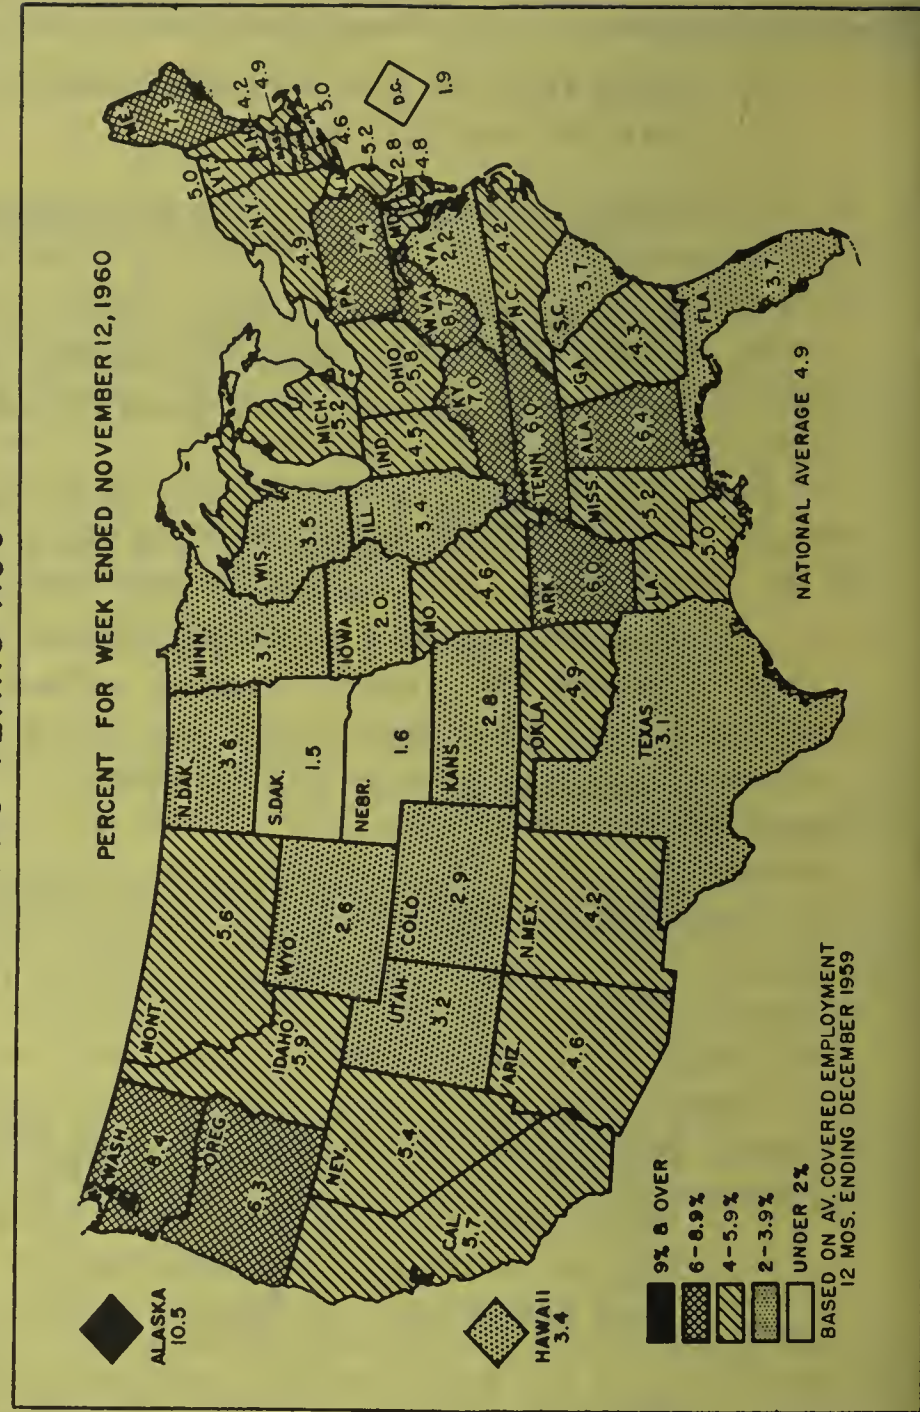 PERCENT FOR WEEK ENDED NOVEMBER 12, 1960
ALASKA
10.5
HAWAII
3.4
WASH
8.4
OREG
6.3
CAL.
5.7
NEV.
5.4
IDAHO
5.9
MONT.
5.6
WYO.
2.6
UTAH
3.2
COLO.
2.9
ARIZ.
4.6
N.MEX.
4.2
N.DAK.
3.6
S.DAK.
1.5
NEBR.
1.6
KANS.
2.8
OKLA.
4.9
TEXAS
3.1
MINN.
3.7
IOWA
2.0
MO.
4.6
ARK
6.0
LA.
5.0
WIS.
3.5
ILL.
3.4
MICH.
5.2
IND.
4.5
OHIO
5.8
KY.
7.0
TENN.
6.0
MISS.
5.2
ALA.
6.4
GA
4.3
FLA.
3.7
S.C.
3.7
N.C.
4.2
VA.
2.2
W.VA
8.7
PA.
7.4
N.Y.
4.9
VT.
5.0
N.H.
4.2
ME.
7.9
4.9
5.0
4.6
5.2
2.8
4.8
MD.
D.C.
1.9
NATIONAL AVERAGE 4.9
9% & OVER
6-8.9%
4-5.9%
2-3.9%
UNDER 2%
BASED ON AV. COVERED EMPLOYMENT
12 MOS. ENDING DECEMBER 1959